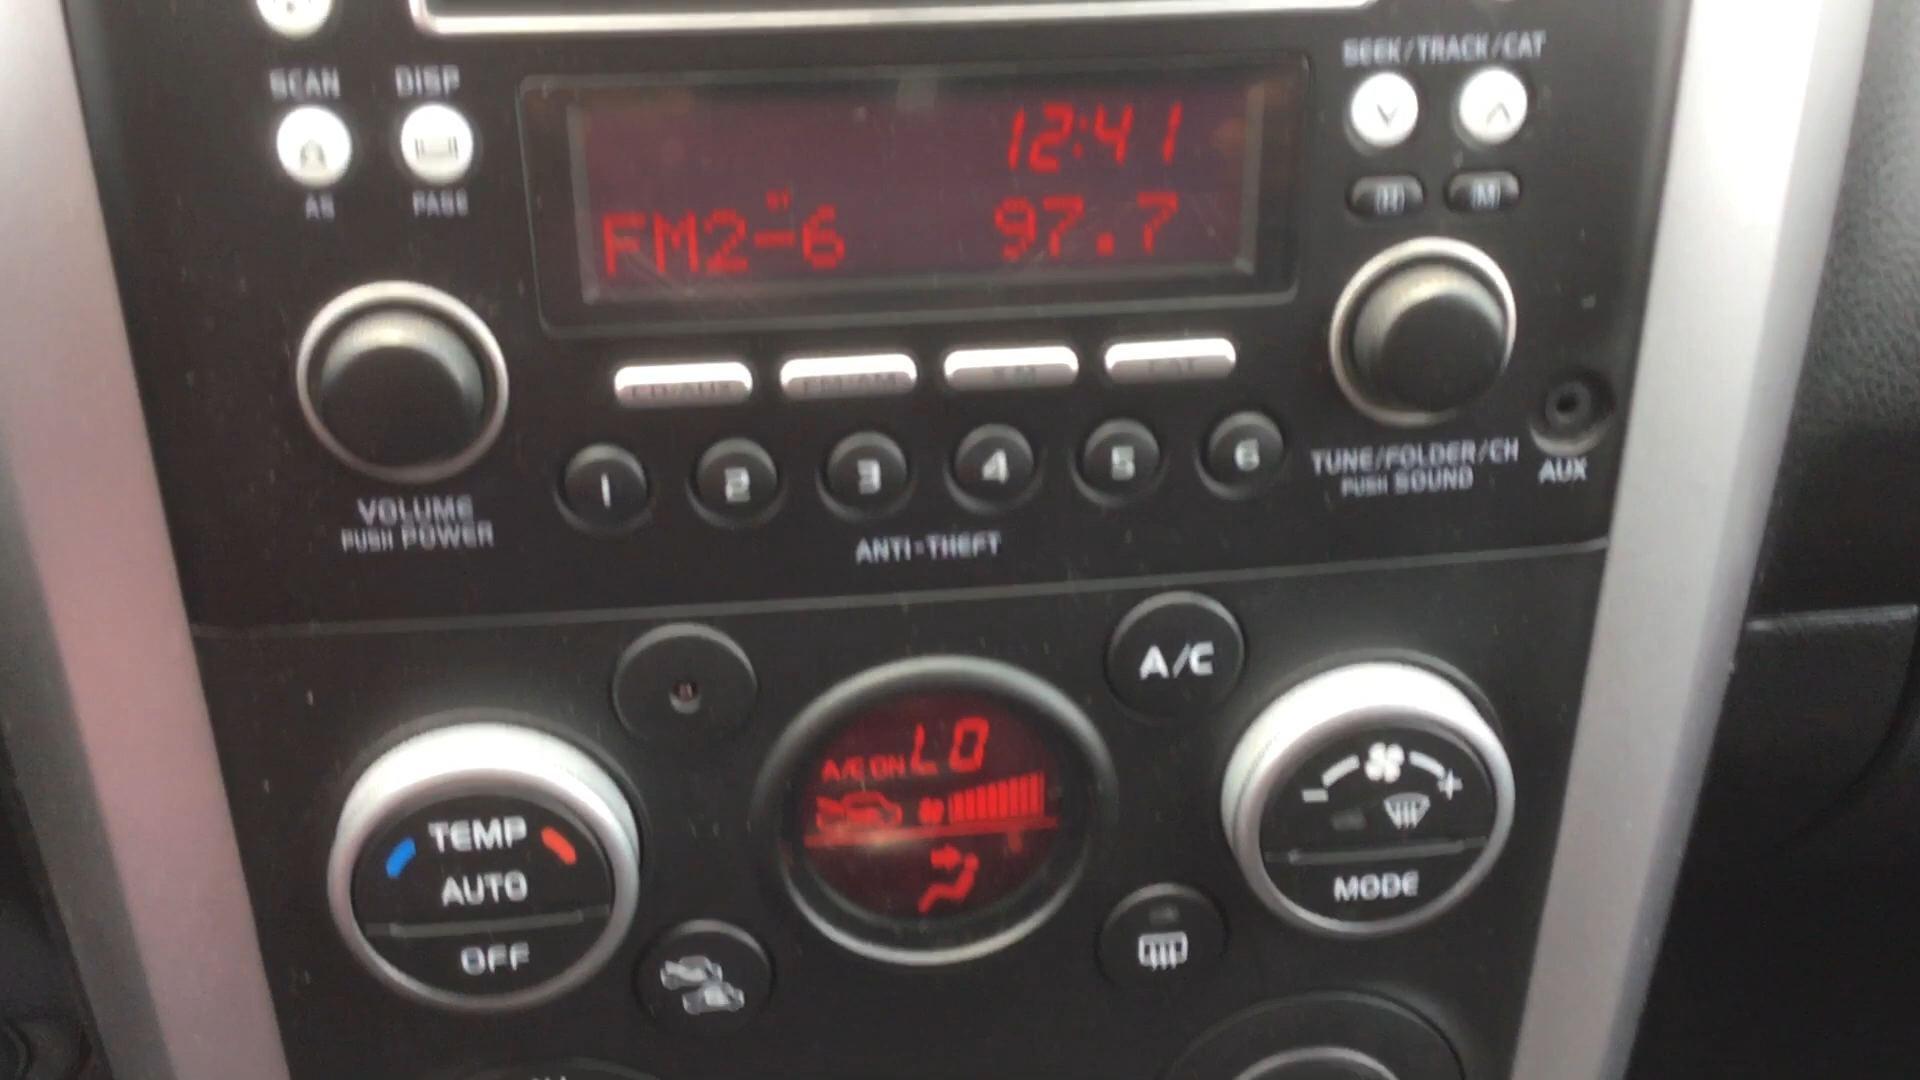 SEEK/TRACK/CAT
SCAN
DISP
AS
PAGE
12:41
ST
FM2-6
97.7
H
M
VOLUME
PUSH POWER
1
2
3
4
5
6
TUNE/FOLDER/CH
PUSH SOUND
AUX
ANTI-THEFT
A/C
LO
A/C ON
TEMP
AUTO
OFF
MODE